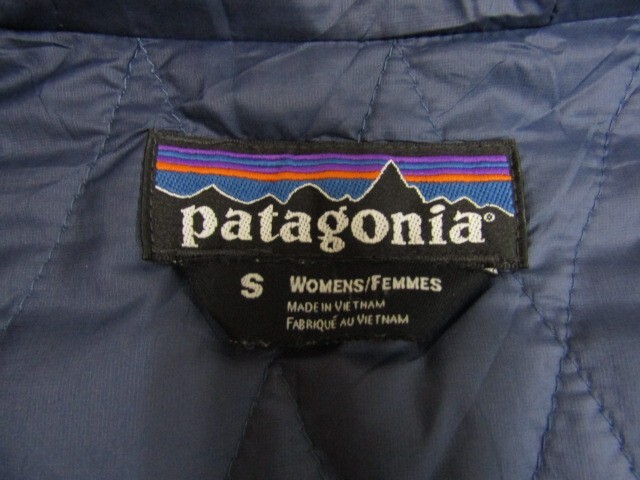 patagonia®
S WOMENS/FEMMES
MADE IN VIETNAM
FABRIQUÉ AU VIETNAM